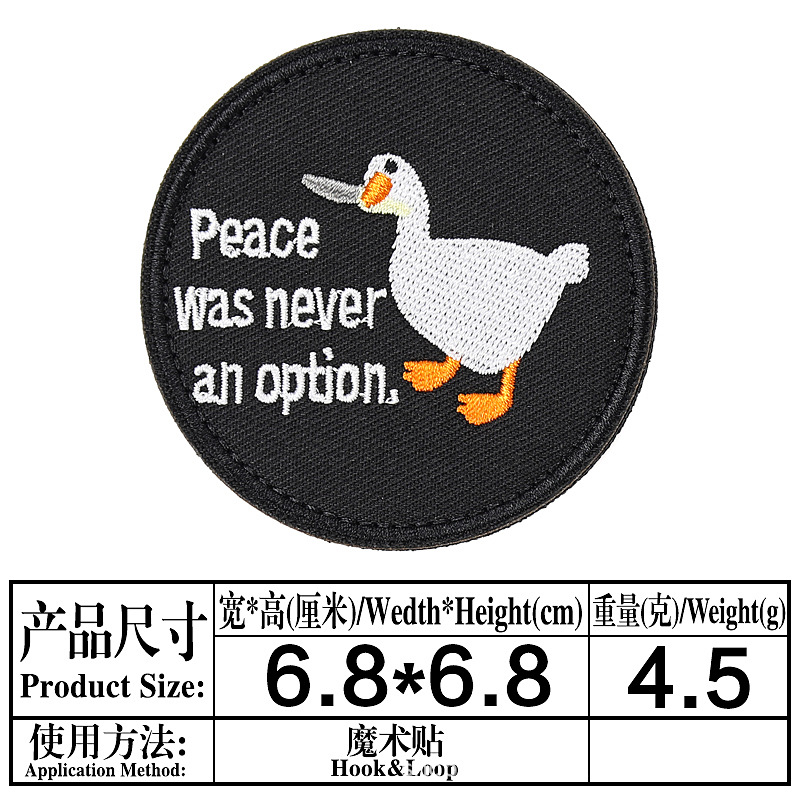 Peace
was never
an option.
产品尺寸
Product Size:
宽*高(厘米)/Wedth*Height(cm)
6.8*6.8
重量(克)/Weight(g)
4.5
使用方法:
Application Method:
魔术贴
Hook&Loop